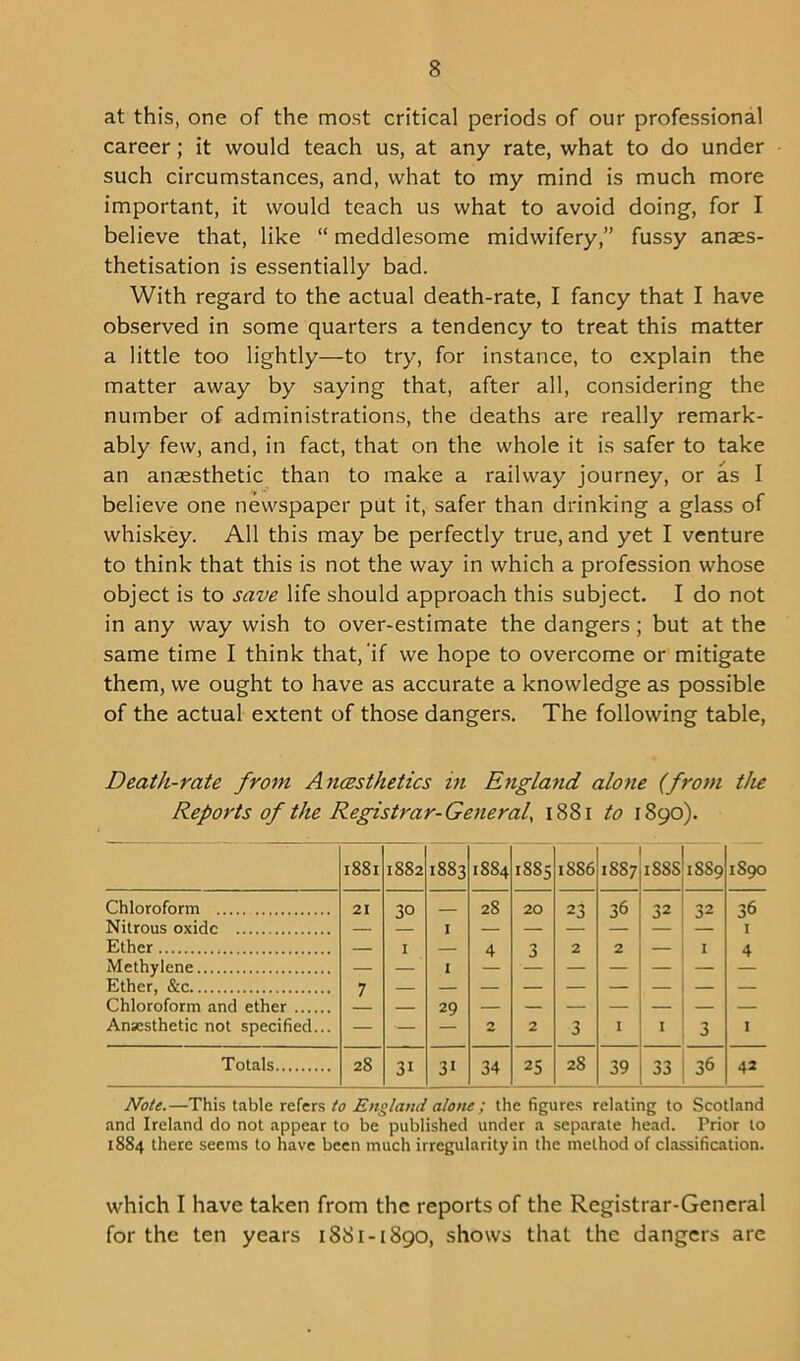 8
at this, one of the most critical periods of our professional
career; it would teach us, at any rate, what to do under
such circumstances, and, what to my mind is much more
important, it would teach us what to avoid doing, for I
believe that, like “meddlesome midwifery,” fussy anæs-
thetisation is essentially bad.
With regard to the actual death-rate, I fancy that I have
observed in some quarters a tendency to treat this matter
a little too lightly—to try, for instance, to explain the
matter away by saying that, after all, considering the
number of administrations, the deaths are really remark-
ably few, and, in fact, that on the whole it is safer to take
an anæsthetic than to make a railway journey, or as I
believe one newspaper put it, safer than drinking a glass of
whiskey. All this may be perfectly true, and yet I venture
to think that this is not the way in which a profession whose
object is to save life should approach this subject. I do not
in any way wish to over-estimate the dangers; but at the
same time I think that, if we hope to overcome or mitigate
them, we ought to have as accurate a knowledge as possible
of the actual extent of those dangers. The following table,
Death-rate from Anæsthetics in England alone (from the
Reports of the Registrar-General, 1881 to 1890).
1881 1882 1883 1884 1885 1886 1887 1888 1889 1890
Chloroform ........... 21 30 — 28 20 23 36 32 32 36
Nitrous oxide ........... — — 1 — — — — — — 1
Ether ........... — 1 — 4 3 2 2 — 1 4
Methylene ........... — — 1 — — — — — — —
Ether, &c. ........... 7 — — — — — — — — —
Chloroform and ether ...... — — 29 — — — — — — —
Anæsthetic not specified... — — — 2 2 3 1 1 3 1
Totals......... 28 31 31 34 25 28 39 33 36 42
Note.—This table refers to England alone; the figures relating to Scotland
and Ireland do not appear to be published under a separate head. Prior to
1884 there seems to have been much irregularity in the method of classification.
which I have taken from the reports of the Registrar-General
for the ten years 1881-1890, shows that the dangers are